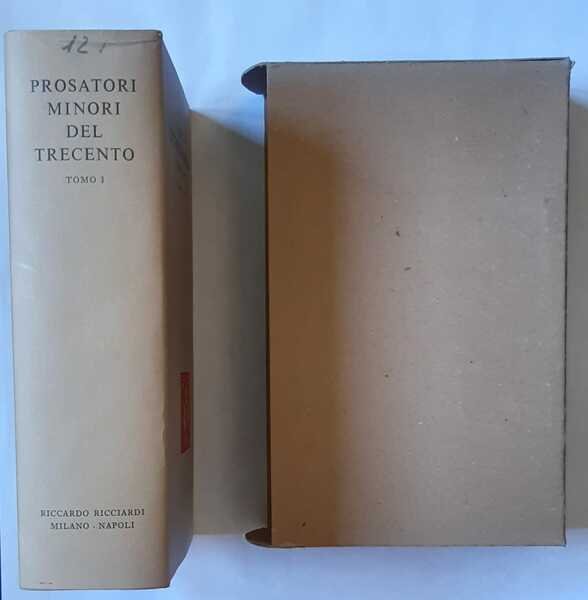 12
PROSATORI
MINORI
DEL
TRECENTO
TOMO I
RICCARDO RICCIARDI
MILANO · NAPOLI